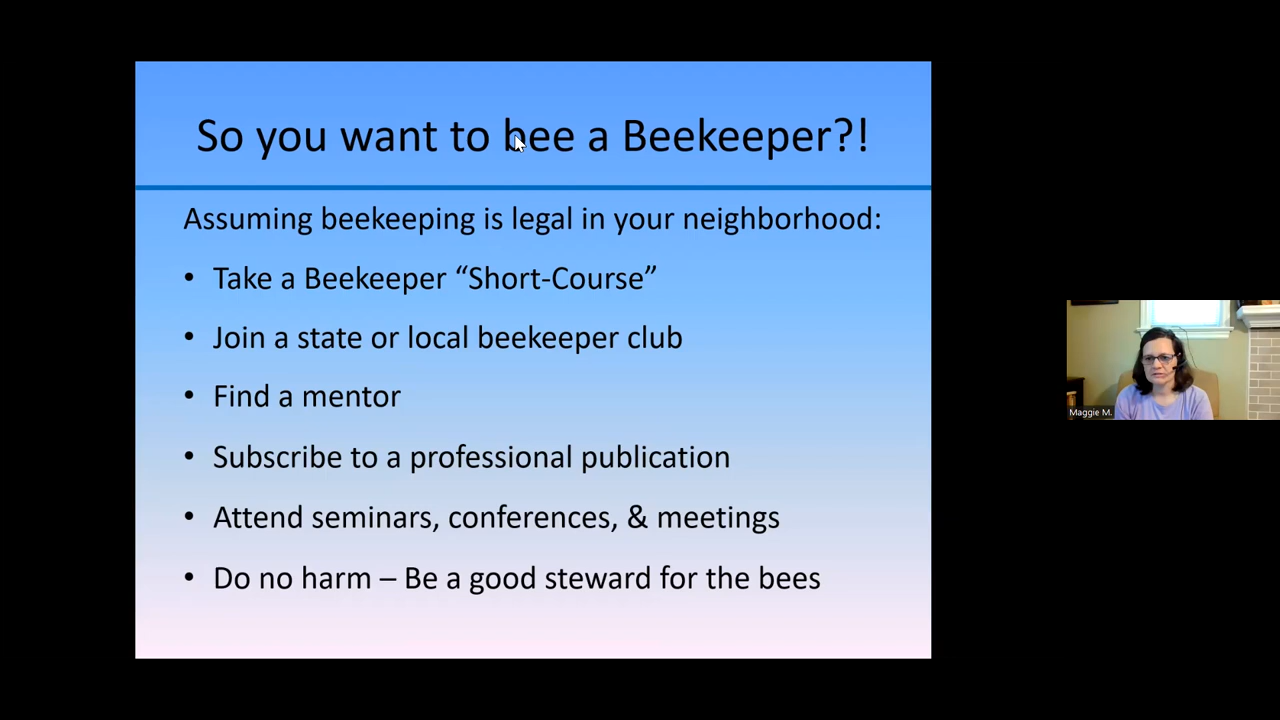 So you want to bee a Beekeeper?!
Assuming beekeeping is legal in your neighborhood:
• Take a Beekeeper “Short-Course”
• Join a state or local beekeeper club
• Find a mentor
• Subscribe to a professional publication
• Attend seminars, conferences, & meetings
• Do no harm – Be a good steward for the bees
Maggie M.